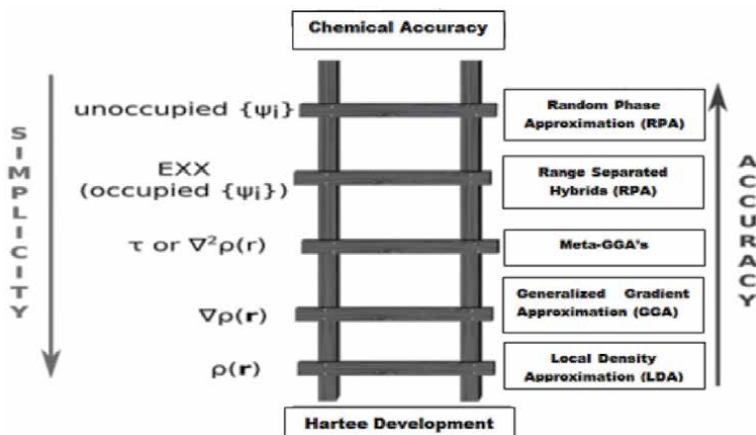 Chemical Accuracy
unoccupied {ψi}
Random Phase
Approximation (RPA)
EXX
(occupied {ψi})
Range Separated
Hybrids (RPA)
τ or ∇²ρ(r)
Meta-GGA's
∇ρ(r)
Generalized Gradient
Approximation (GGA)
ρ(r)
Local Density
Approximation (LDA)
Hartee Development
SIMPLICITY
ACCURACY